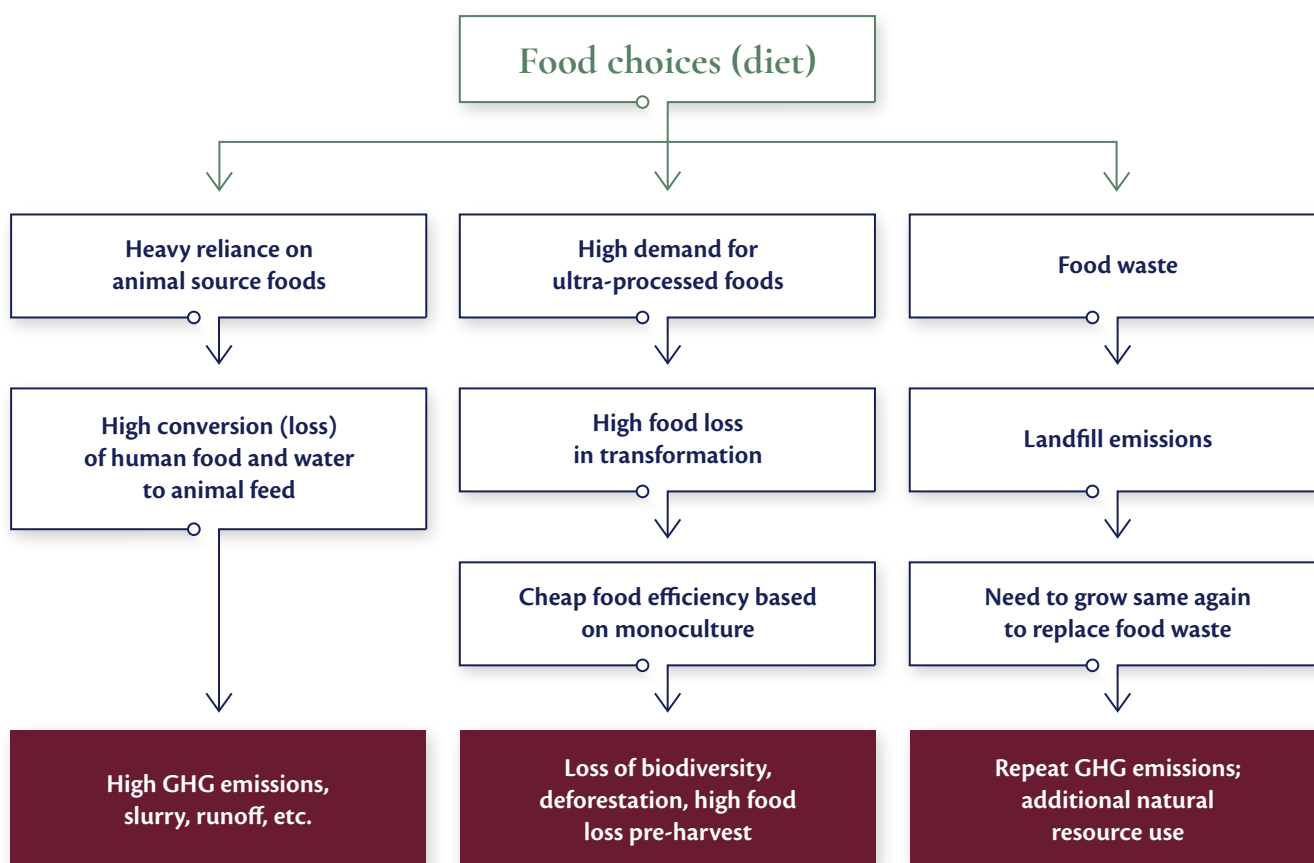 Food choices (diet)
Heavy reliance on
animal source foods
High demand for
ultra-processed foods
Food waste
High conversion (loss)
of human food and water
to animal feed
High food loss
in transformation
Landfill emissions
Cheap food efficiency based
on monoculture
Need to grow same again
to replace food waste
High GHG emissions,
slurry, runoff, etc.
Loss of biodiversity,
deforestation, high food
loss pre-harvest
Repeat GHG emissions;
additional natural
resource use